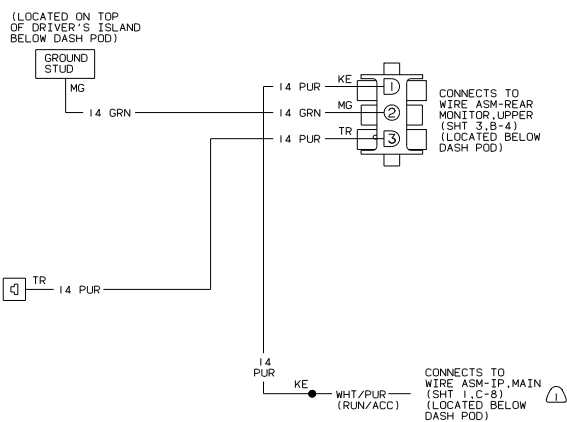 (LOCATED ON TOP
OF DRIVER'S ISLAND
BELOW DASH POD)
GROUND
STUD
MG
14 GRN
14 PUR
KE
1
14 GRN
MG
2
14 PUR
TR
3
CONNECTS TO
WIRE ASM-REAR
MONITOR,UPPER
(SHT 3,B-4)
(LOCATED BELOW
DASH POD)
TR
14 PUR
14
PUR
KE
WHT/PUR
(RUN/ACC)
CONNECTS TO
WIRE ASM-IP,MAIN
(SHT 1,C-8)
(LOCATED BELOW
DASH POD)
1